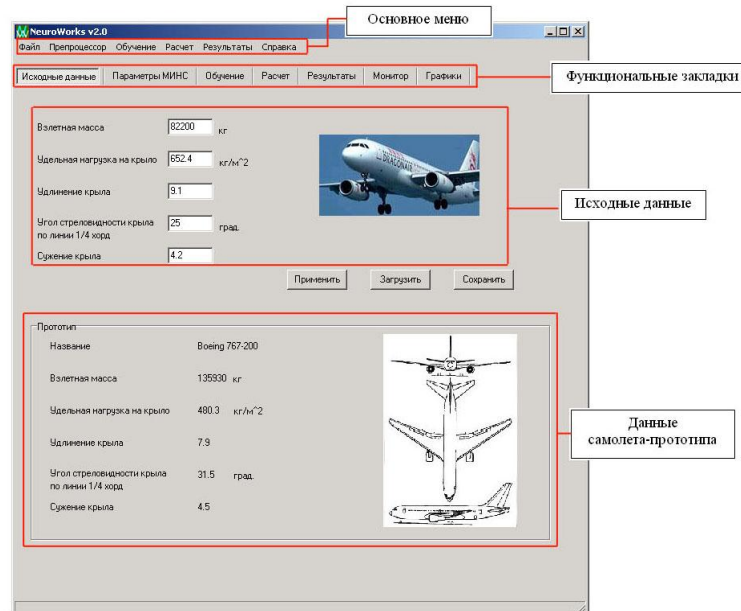 Основное меню
NeuroWorks v2.0
Файл Препроцессор Обучение Расчет Результаты Справка
Исходные данные Параметры МИНС Обучение Расчет Результаты Монитор Графики
Функциональные закладки
Взлетная масса 82200 кг
DRAGONAIR
Удельная нагрузка на крыло 652.4 кг/м^2
Удлинение крыла 9.1
Исходные данные
Угол стреловидности крыла 25 град.
по линии 1/4 хорд
Сужение крыла 4.2
Применить Загрузить Сохранить
Прототип
Название Boeing 767-200
Взлетная масса 135930 кг
Удельная нагрузка на крыло 480.3 кг/м^2
Данные
самолета-прототипа
Удлинение крыла 7.9
Угол стреловидности крыла 31.5 град.
по линии 1/4 хорд
Сужение крыла 4.5